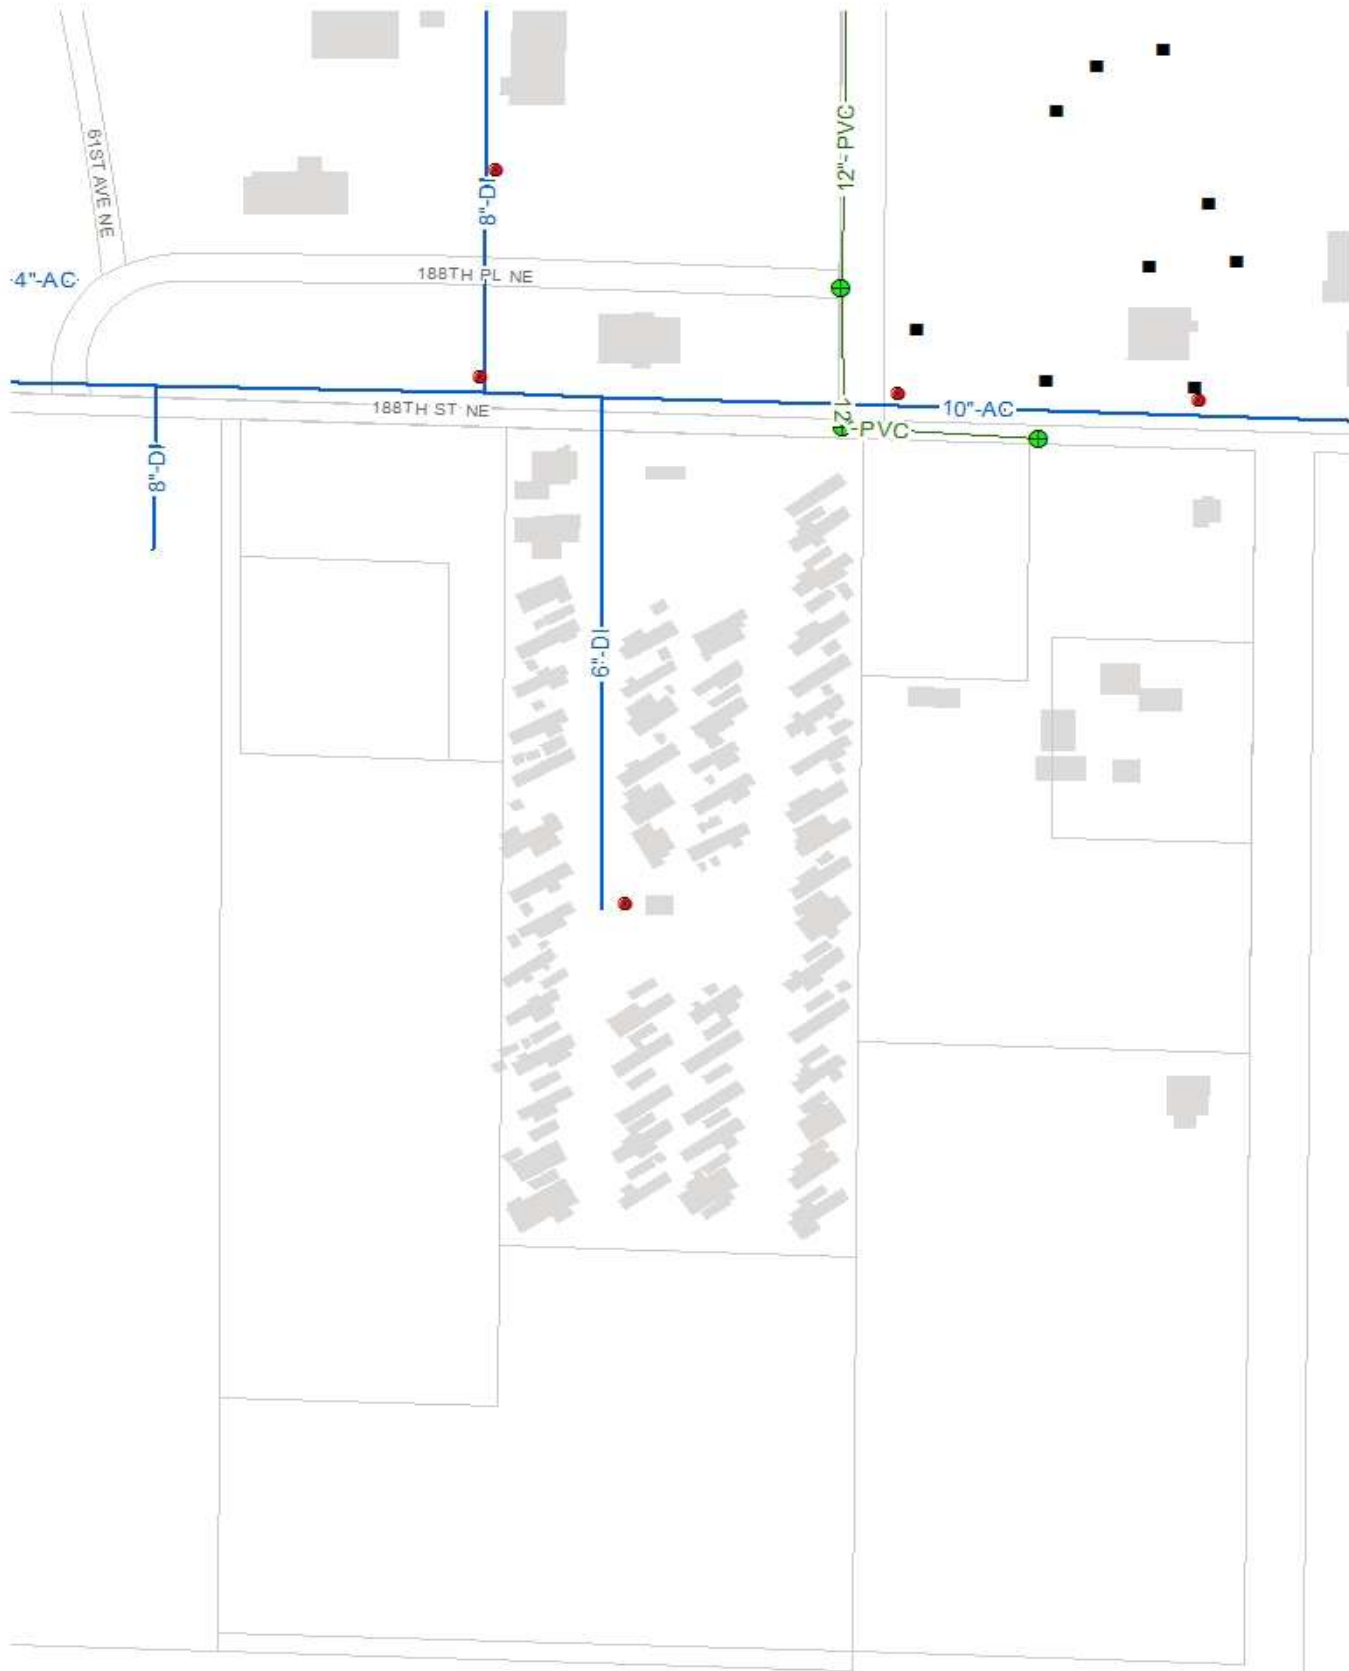 12"-PVC
61ST AVE NE
8"-DI
188TH PL NE
4"-AC
188TH ST NE
10"-AC
12"-PVC
8"-DI
6"-DI